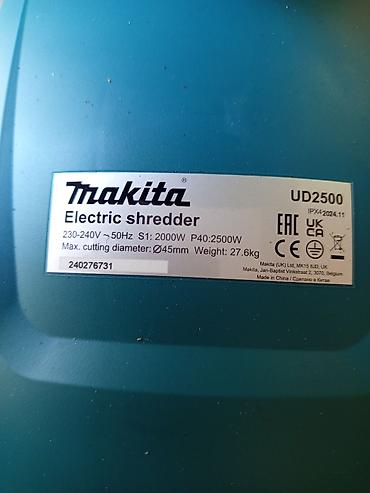 makita®
UD2500
Electric shredder
IPX4 2024.11
230-240V ~ 50Hz S1: 2000W P40:2500W
Max. cutting diameter: Ø45mm Weight: 27.6kg
EAC UKCA CE
240276731
Makita (UK) Ltd, MK15 8JD, UK
Makita, Jan-Baptist Vinkstraat 2, 3070, Belgium
Made in China / Сделано в Китае